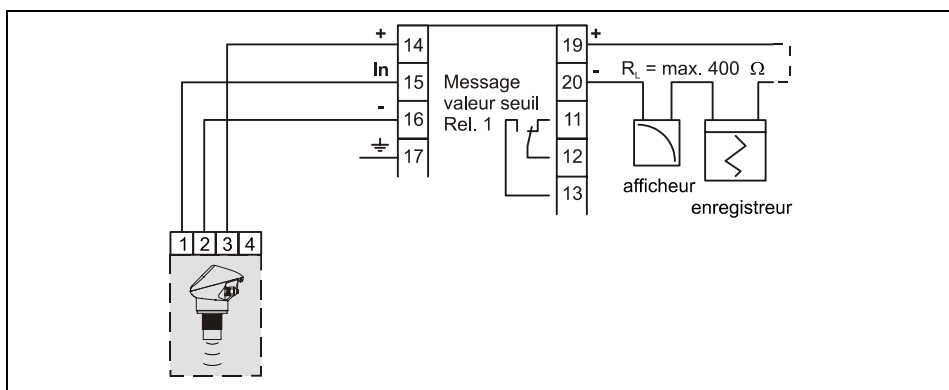 +
14
In
15
-
16
17
Message
valeur seuil
Rel. 1
19
+
20
-
R_L = max. 400 Ω
11
12
13
afficheur
enregistreur
1 2 3 4